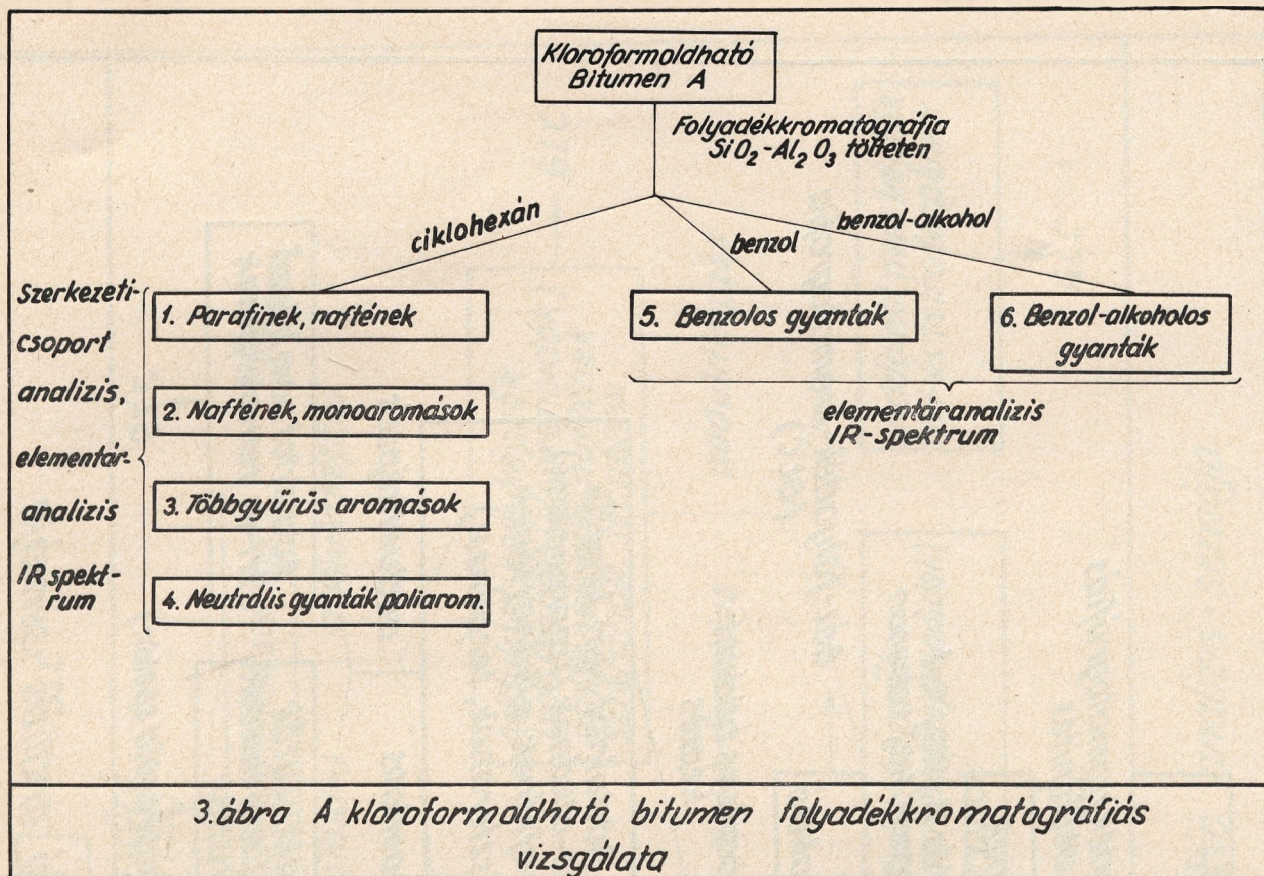 Kloroformoldható
Bitumen A
Folyadékkromatográfia
SiO₂-Al₂O₃ tölteten
ciklohexán
benzol
benzol-alkohol
Szerkezeti-
csoport
analizis,
elementár-
analizis
IR spekt-
rum
1. Parafinek, naftének
2. Naftének, monoaromások
3. Többgyűrűs aromások
4. Neutrális gyanták poliarom.
5. Benzolos gyanták
6. Benzol-alkoholos
gyanták
elementáranalizis
IR-spektrum
3.ábra A kloroformoldható bitumen folyadékkromatográfiás
vizsgálata